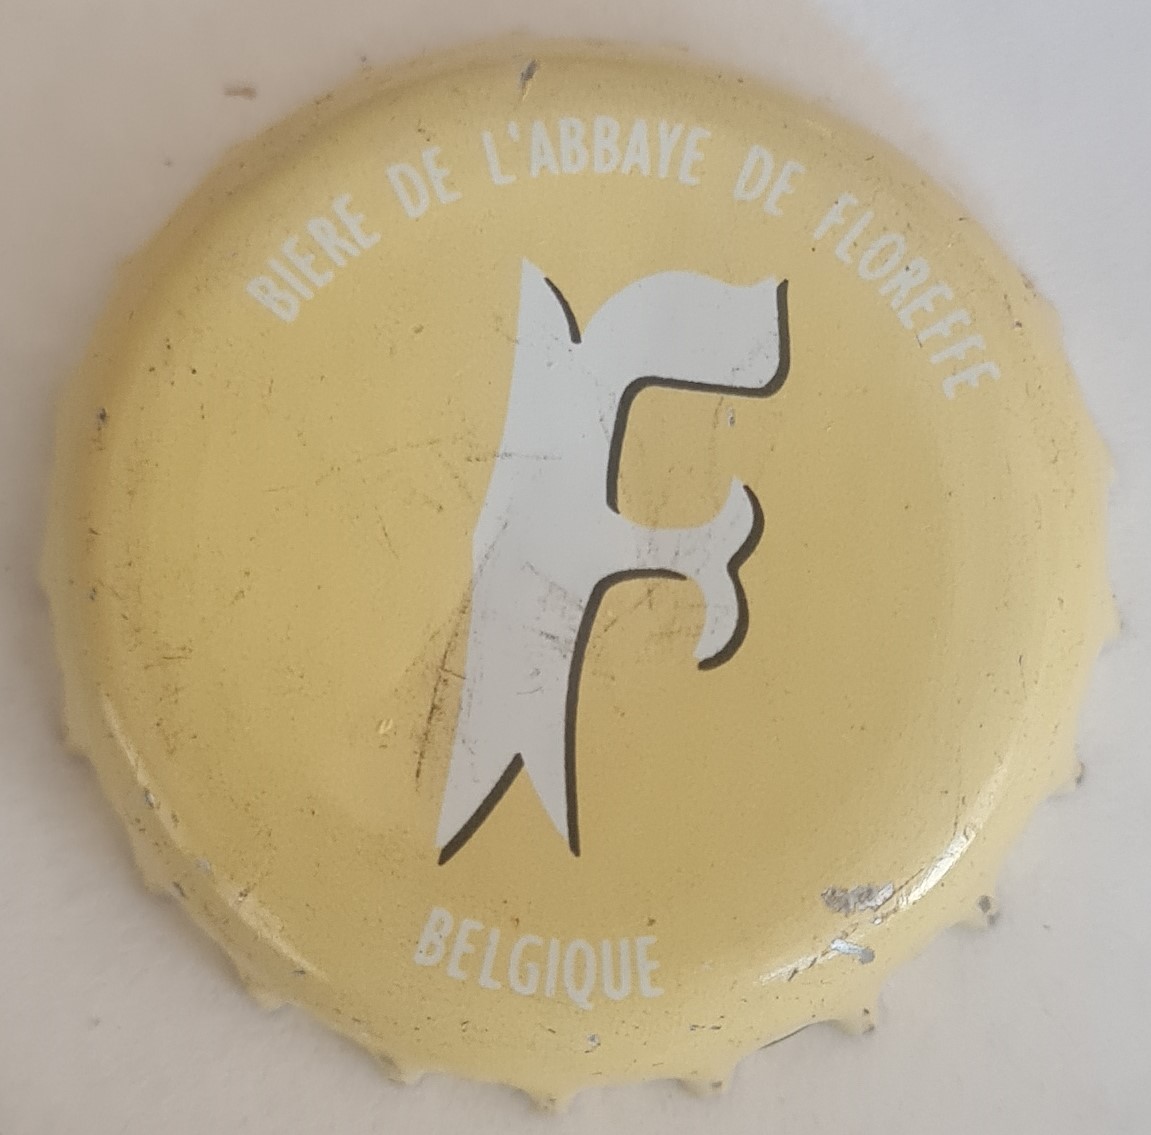 BIERE DE L'ABBAYE DE FLOREFFE
F
BELGIQUE